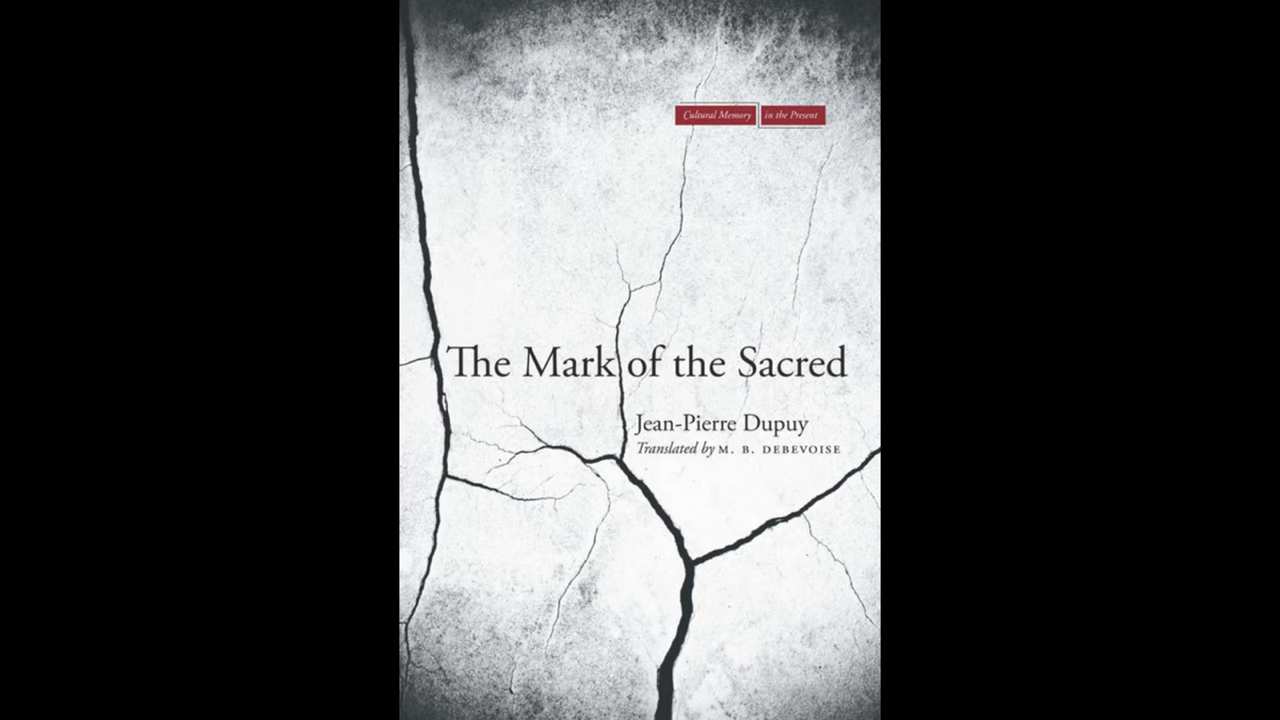 Cultural Memory in the Present
The Mark of the Sacred
Jean-Pierre Dupuy
Translated by M. B. DEBEVOISE